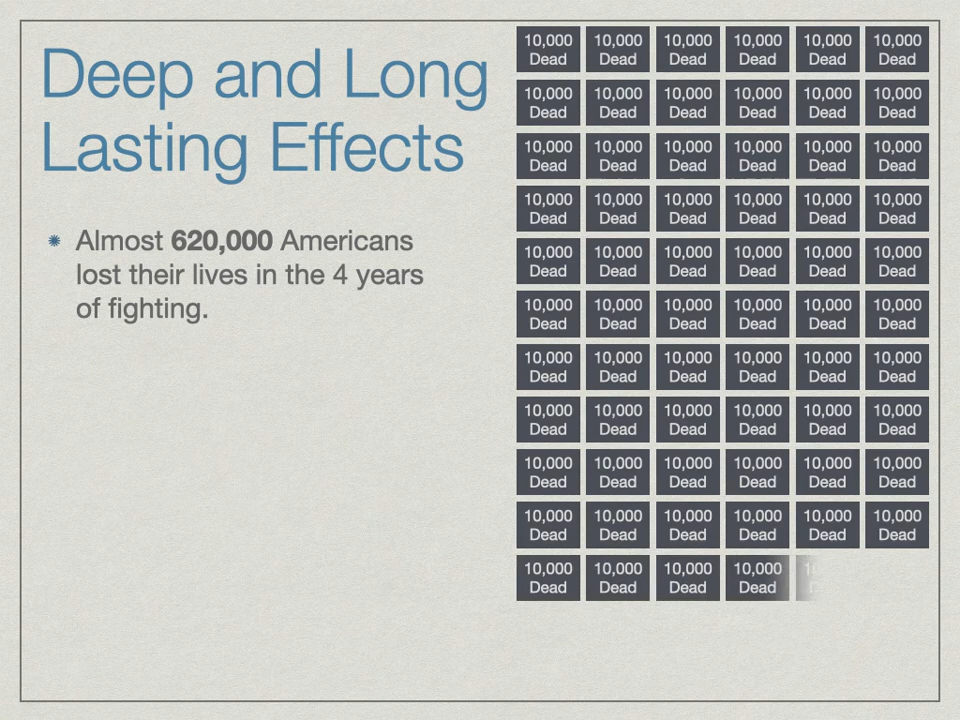 Deep and Long
Lasting Effects
Almost 620,000 Americans
lost their lives in the 4 years
of fighting.
10,000 10,000 10,000 10,000 10,000 10,000
Dead Dead Dead Dead Dead Dead
10,000 10,000 10,000 10,000 10,000 10,000
Dead Dead Dead Dead Dead Dead
10,000 10,000 10,000 10,000 10,000 10,000
Dead Dead Dead Dead Dead Dead
10,000 10,000 10,000 10,000 10,000 10,000
Dead Dead Dead Dead Dead Dead
10,000 10,000 10,000 10,000 10,000 10,000
Dead Dead Dead Dead Dead Dead
10,000 10,000 10,000 10,000 10,000 10,000
Dead Dead Dead Dead Dead Dead
10,000 10,000 10,000 10,000 10,000 10,000
Dead Dead Dead Dead Dead Dead
10,000 10,000 10,000 10,000 10,000 10,000
Dead Dead Dead Dead Dead Dead
10,000 10,000 10,000 10,000 10,000 10,000
Dead Dead Dead Dead Dead Dead
10,000 10,000 10,000 10,000 10,000 10,000
Dead Dead Dead Dead Dead Dead
10,000 10,000 10,000 10,000
Dead Dead Dead Dead